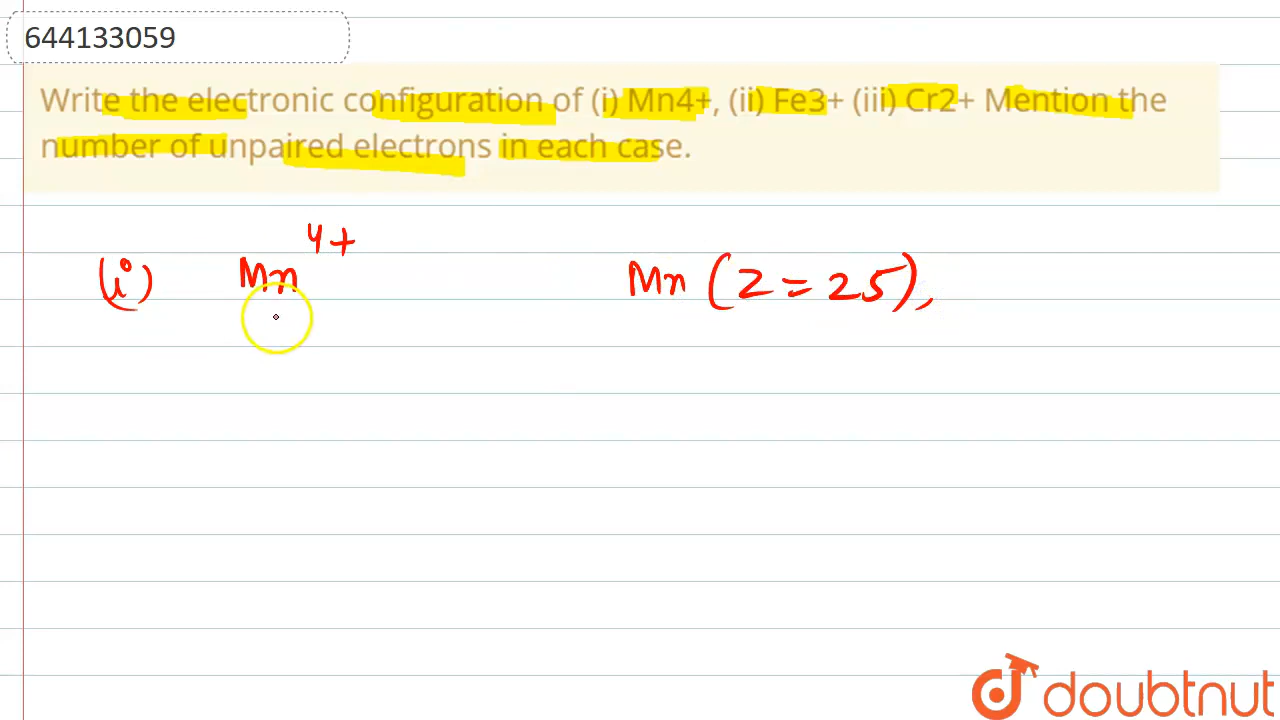 644133059
Write the electronic configuration of (i) Mn4+, (ii) Fe3+ (iii) Cr2+ Mention the
number of unpaired electrons in each case.
(i) Mn⁴⁺ Mn (Z = 25),
doubtnut